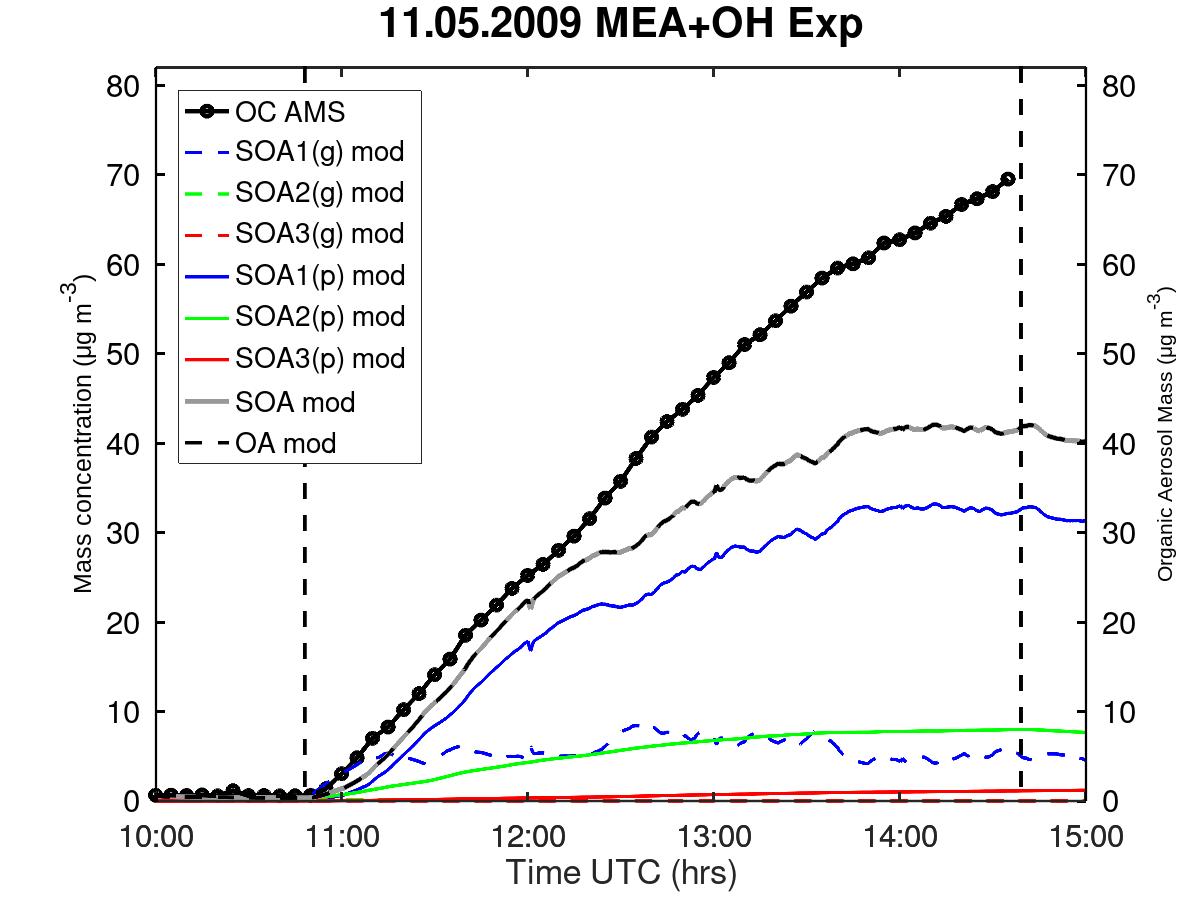 11.05.2009 MEA+OH Exp
80
70
60
50
40
30
20
10
0
Mass concentration (μg m-3)
OC AMS
SOA1(g) mod
SOA2(g) mod
SOA3(g) mod
SOA1(p) mod
SOA2(p) mod
SOA3(p) mod
SOA mod
OA mod
80
70
60
50
40
30
20
10
0
Organic Aerosol Mass (μg m-3)
10:00 11:00 12:00 13:00 14:00 15:00
Time UTC (hrs)